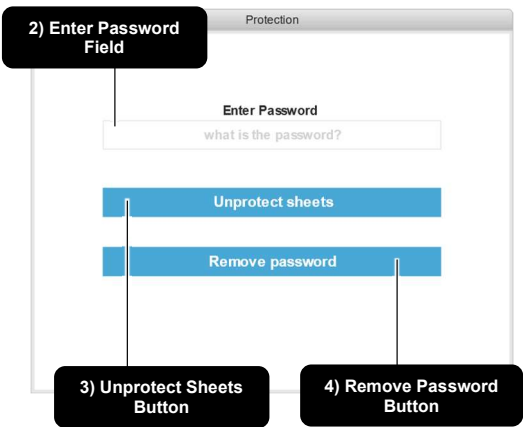 Protection
2) Enter Password
Field
Enter Password
what is the password?
Unprotect sheets
Remove password
3) Unprotect Sheets
Button
4) Remove Password
Button